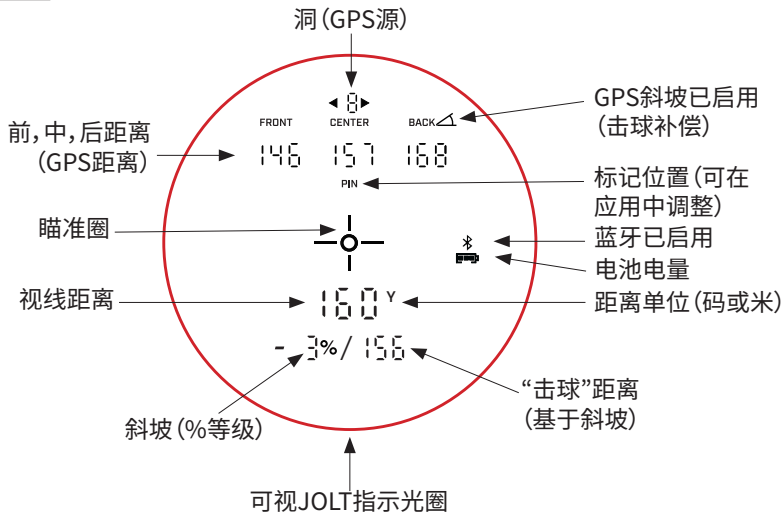 洞(GPS源)
◀8▶
FRONT CENTER BACK
146 157 168
PIN
160 Y
- 3%/ 156
前,中,后距离
(GPS距离)
瞄准圈
视线距离
斜坡(%等级)
GPS斜坡已启用
(击球补偿)
标记位置(可在
应用中调整)
蓝牙已启用
电池电量
距离单位(码或米)
“击球”距离
(基于斜坡)
可视JOLT指示光圈